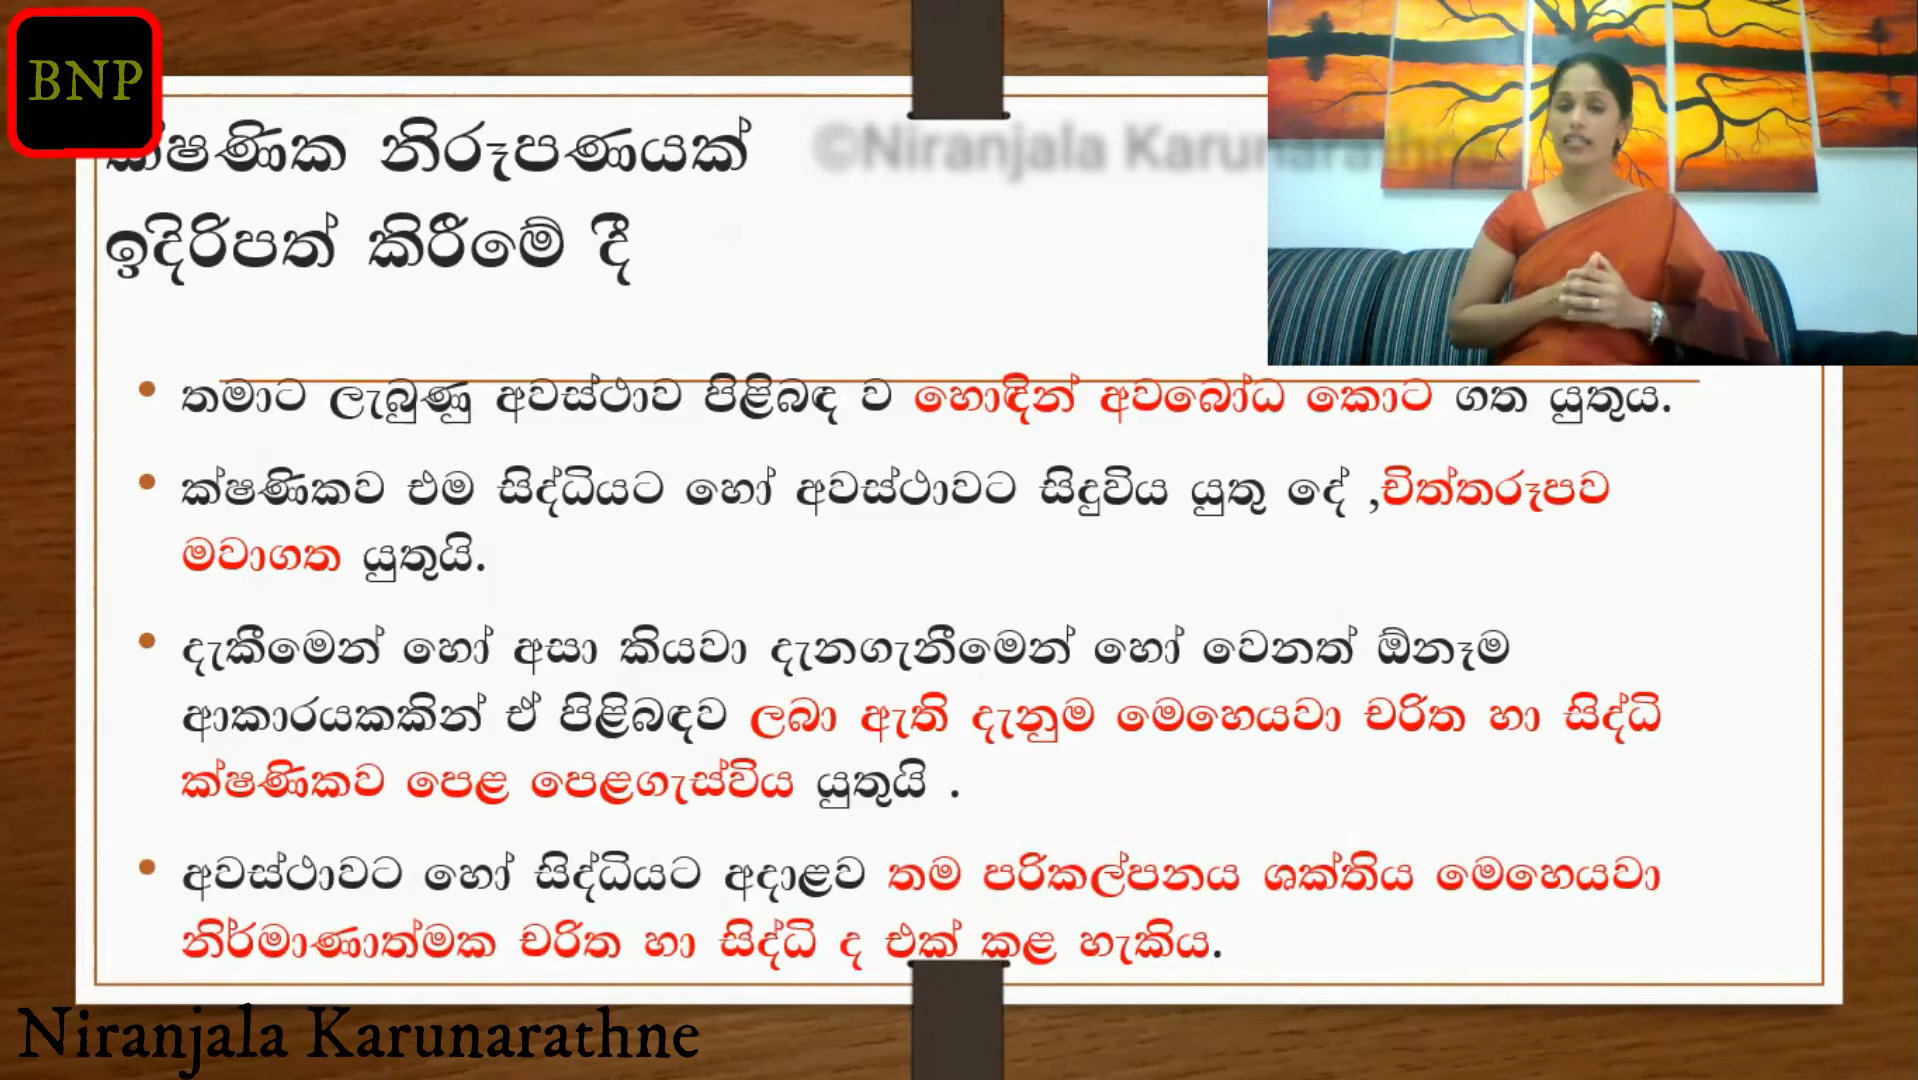 BNP
ක්ෂණික නිරූපණයක්
ඉදිරිපත් කිරීමේ දී
©Niranjala Karunarathne
තමාට ලැබුණු අවස්ථාව පිළිබඳ ව හොඳින් අවබෝධ කොට ගත යුතුය.
ක්ෂණිකව එම සිද්ධියට හෝ අවස්ථාවට සිදුවිය යුතු දේ ,චිත්තරූපව
මවාගත යුතුයි.
දැකීමෙන් හෝ අසා කියවා දැනගැනීමෙන් හෝ වෙනත් ඕනෑම
ආකාරයකකින් ඒ පිළිබඳව ලබා ඇති දැනුම මෙහෙයවා චරිත හා සිද්ධි
ක්ෂණිකව පෙළ පෙළගැස්විය යුතුයි .
අවස්ථාවට හෝ සිද්ධියට අදාළව තම පරිකල්පනය ශක්තිය මෙහෙයවා
නිර්මාණාත්මක චරිත හා සිද්ධි ද එක් කළ හැකිය.
Niranjala Karunarathne